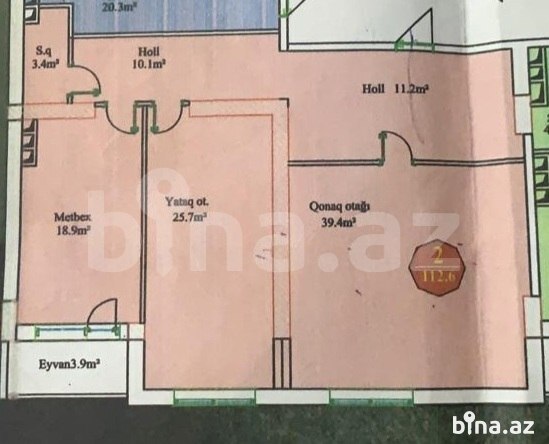 20.3m²
S.q
3.4m²
Holl
10.1m²
Holl 11.2m²
Yataq ot.
25.7m²
Qonaq otağı
39.4m²
Metbex
18.9m²
bina.az
2
112.6
Eyvan3.9m²
bina.az